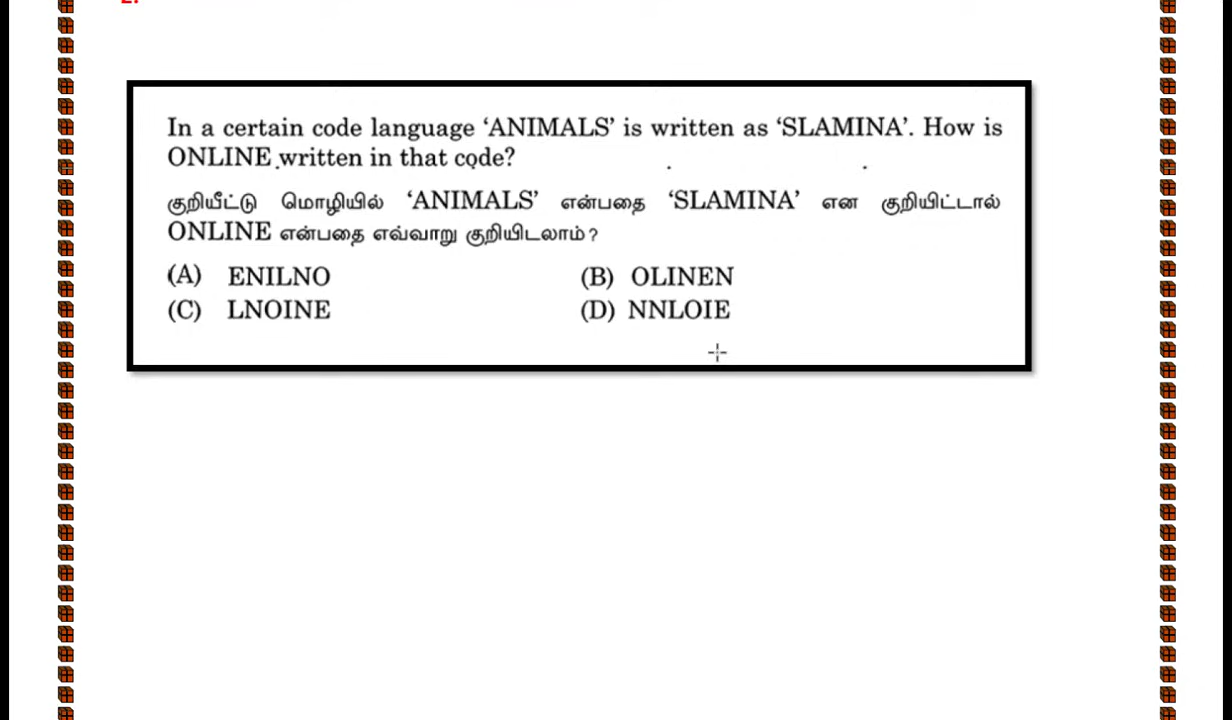 In a certain code language ‘ANIMALS’ is written as ‘SLAMINA’. How is
ONLINE written in that code?
குறியீட்டு மொழியில் ‘ANIMALS’ என்பதை ‘SLAMINA’ என குறியிட்டால்
ONLINE என்பதை எவ்வாறு குறியிடலாம் ?
(A) ENILNO (B) OLINEN
(C) LNOINE (D) NNLOIE